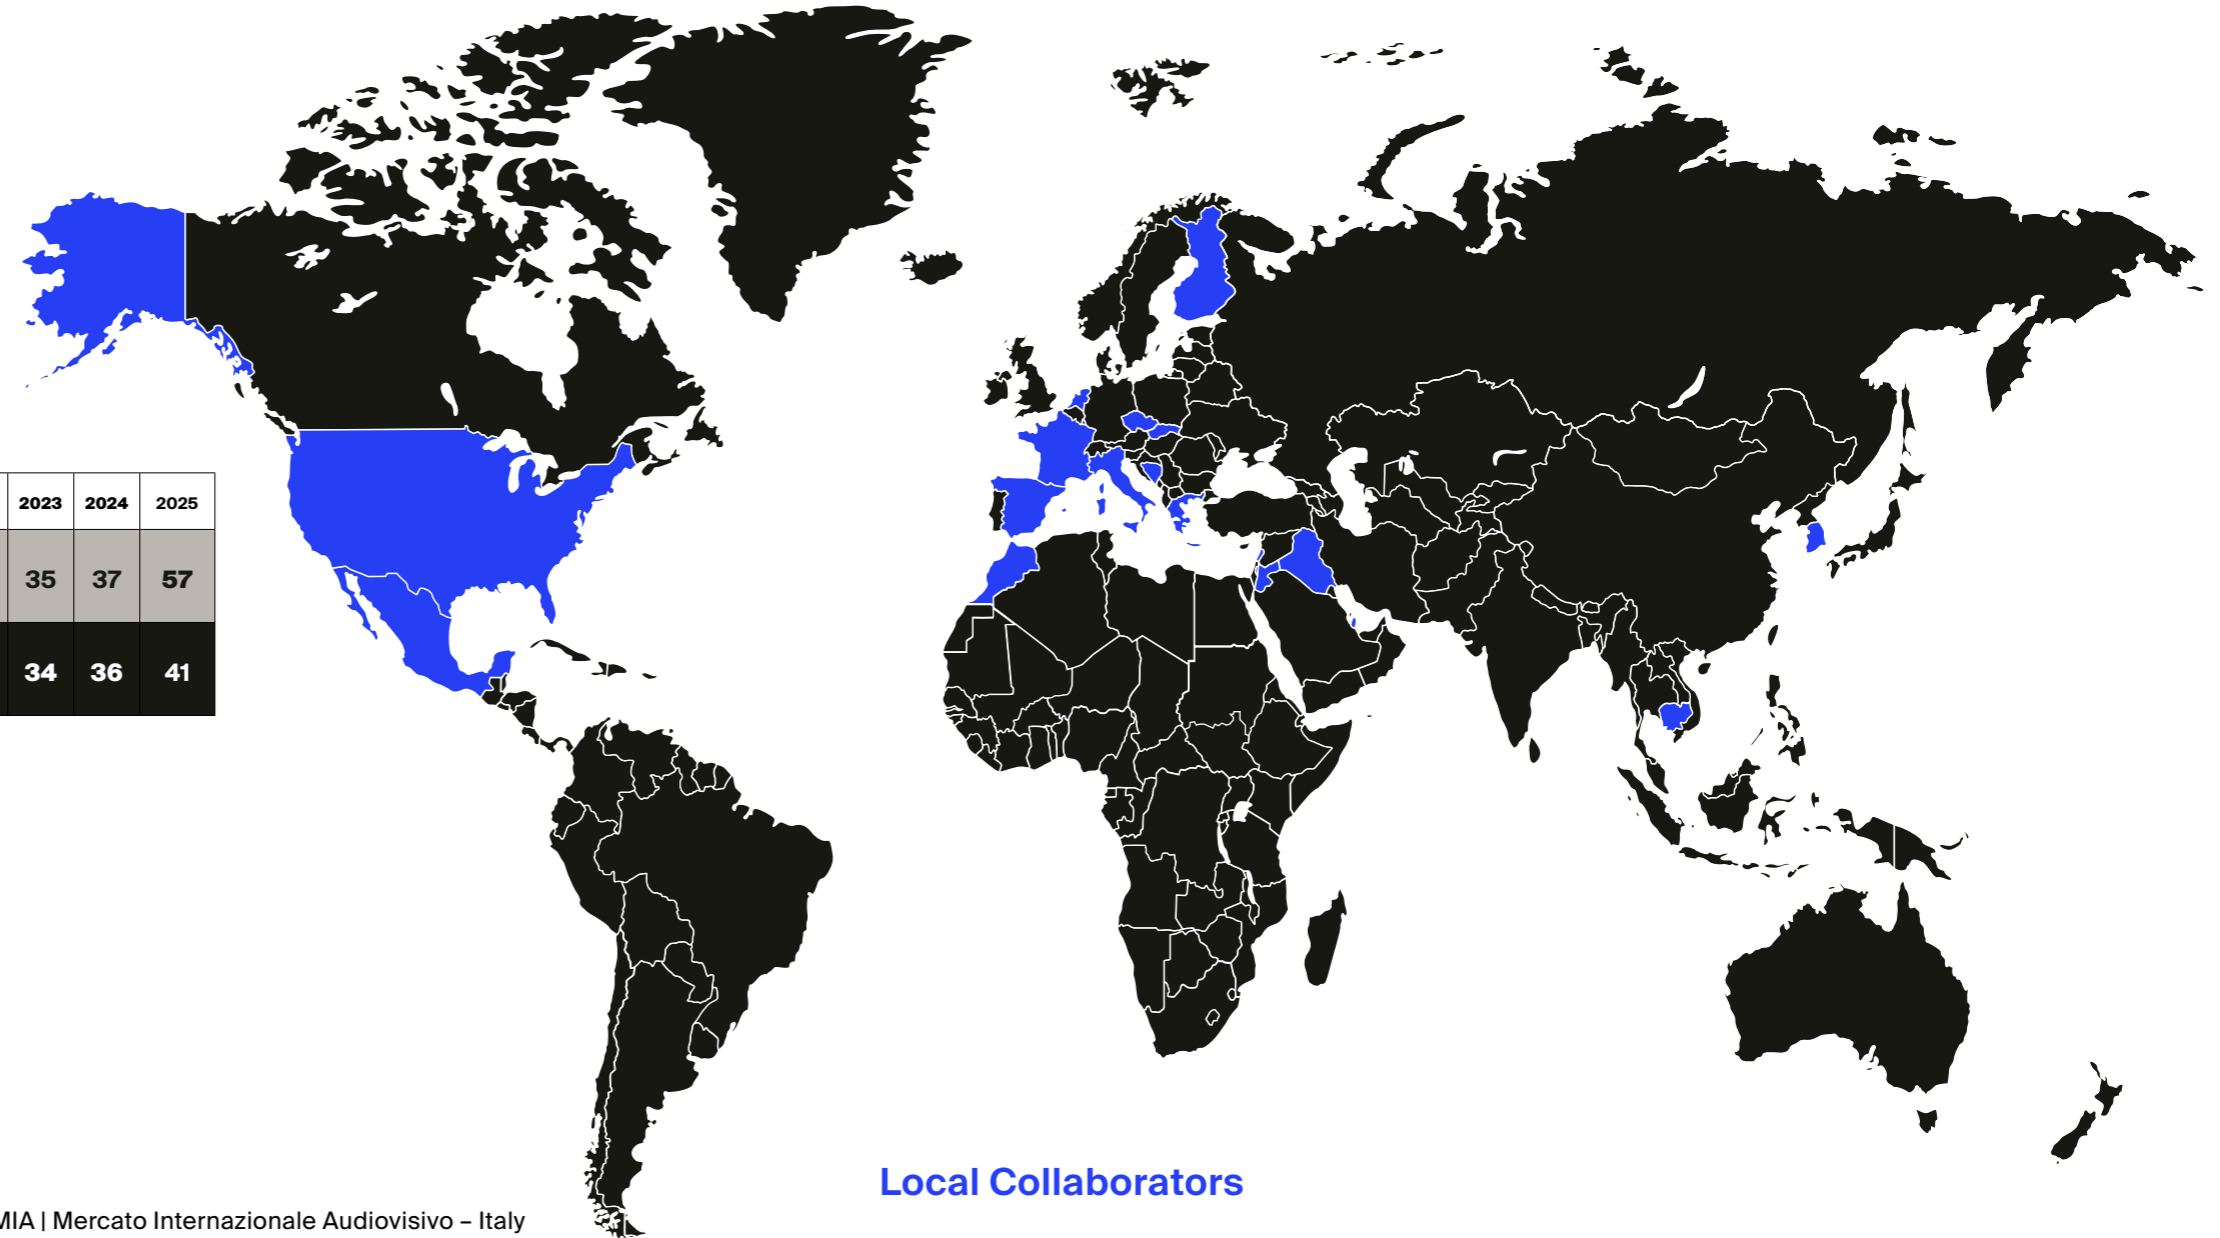 2023 2024 2025
35 37 57
34 36 41
Local Collaborators
MIA | Mercato Internazionale Audiovisivo – Italy